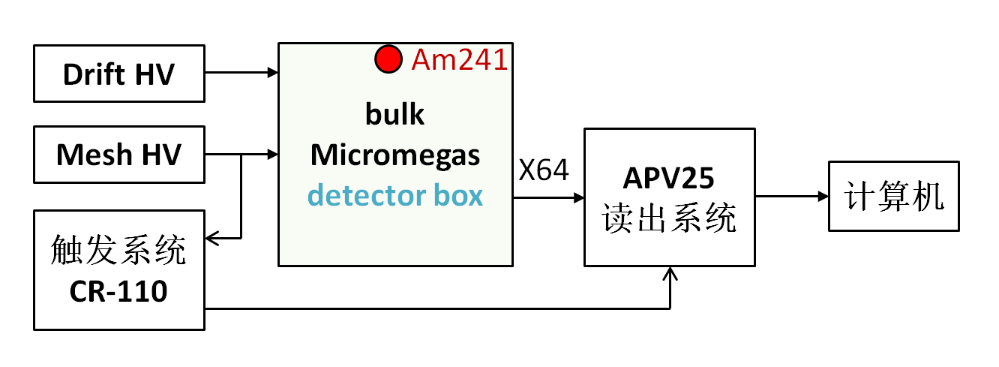 Drift HV
Mesh HV
触发系统
CR-110
Am241
bulk
Micromegas
detector box
X64
APV25
读出系统
计算机